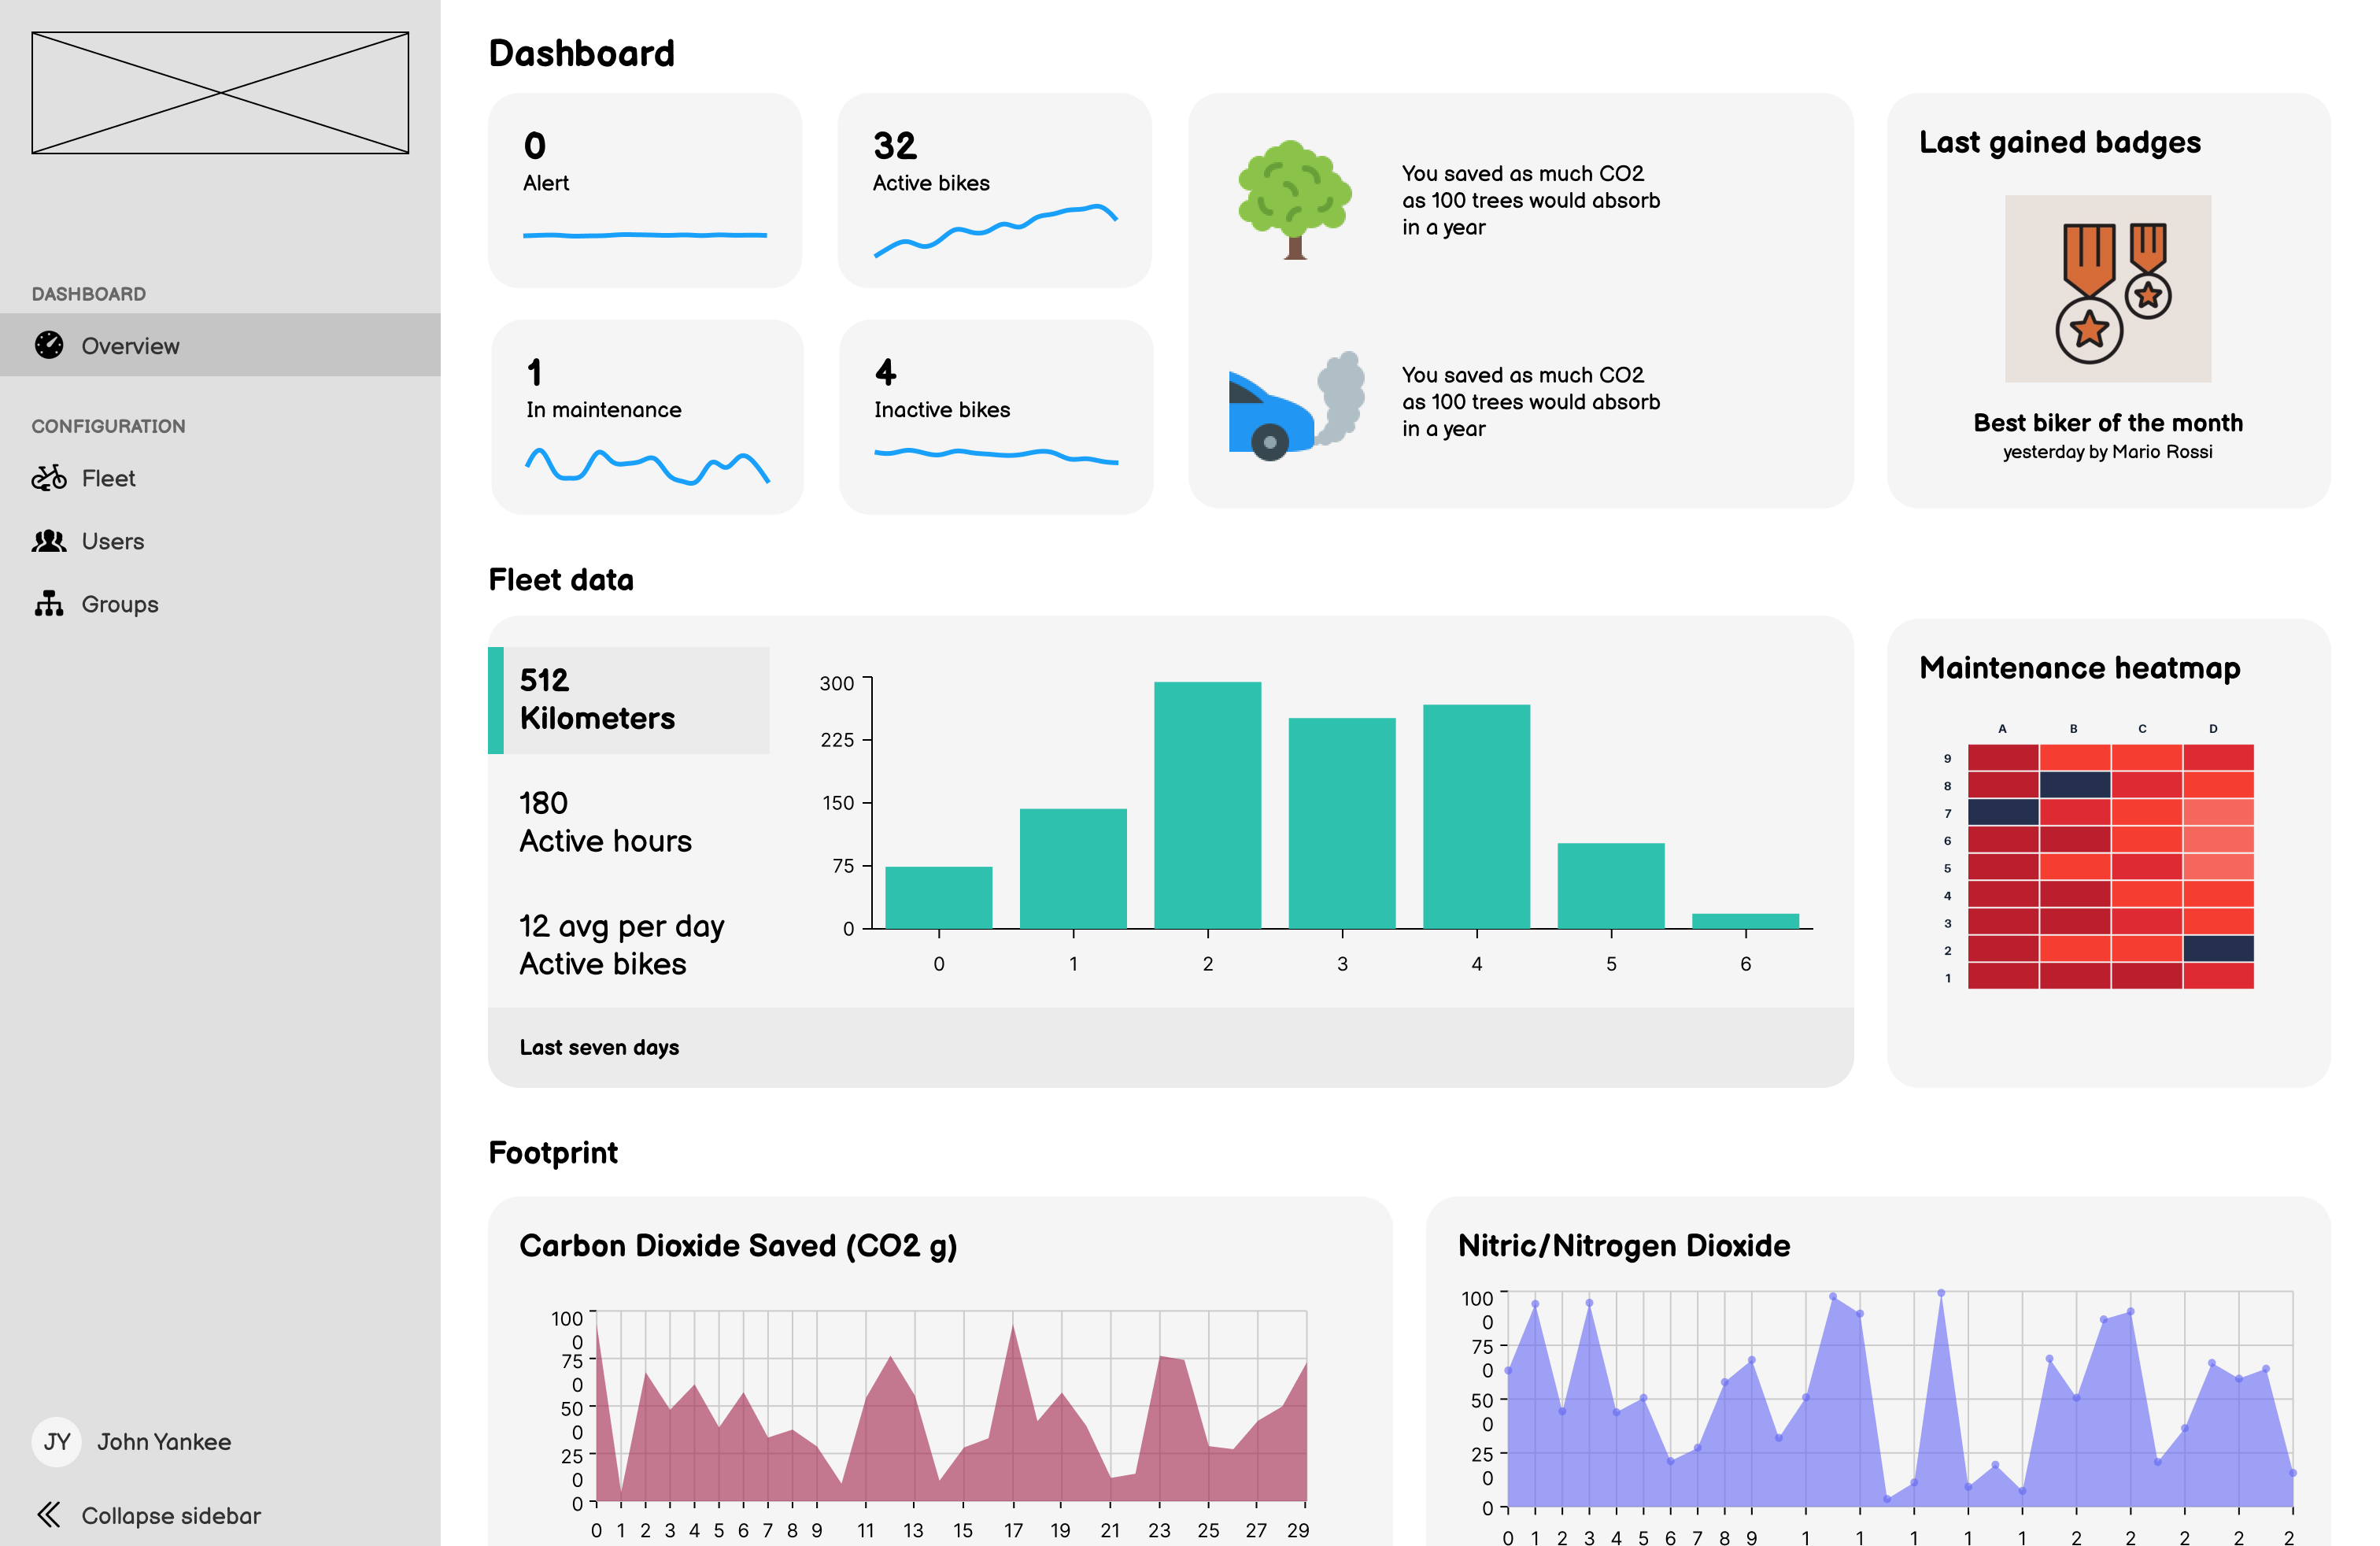 DASHBOARD
Overview
CONFIGURATION
Fleet
Users
Groups
JY
John Yankee
Collapse sidebar
Dashboard
0
Alert
32
Active bikes
1
In maintenance
4
Inactive bikes
You saved as much CO2
as 100 trees would absorb
in a year
You saved as much CO2
as 100 trees would absorb
in a year
Last gained badges
Best biker of the month
yesterday by Mario Rossi
Fleet data
512
Kilometers
180
Active hours
12 avg per day
Active bikes
300
225
150
75
0
0 1 2 3 4 5 6
Last seven days
Maintenance heatmap
A B C D
9
8
7
6
5
4
3
2
1
Footprint
Carbon Dioxide Saved (CO2 g)
100
0
75
0
50
0
25
0
0
0 1 2 3 4 5 6 7 8 9 11 13 15 17 19 21 23 25 27 29
Nitric/Nitrogen Dioxide
100
0
75
0
50
0
25
0
0
0 1 2 3 4 5 6 7 8 9 1 1 1 1 1 2 2 2 2 2